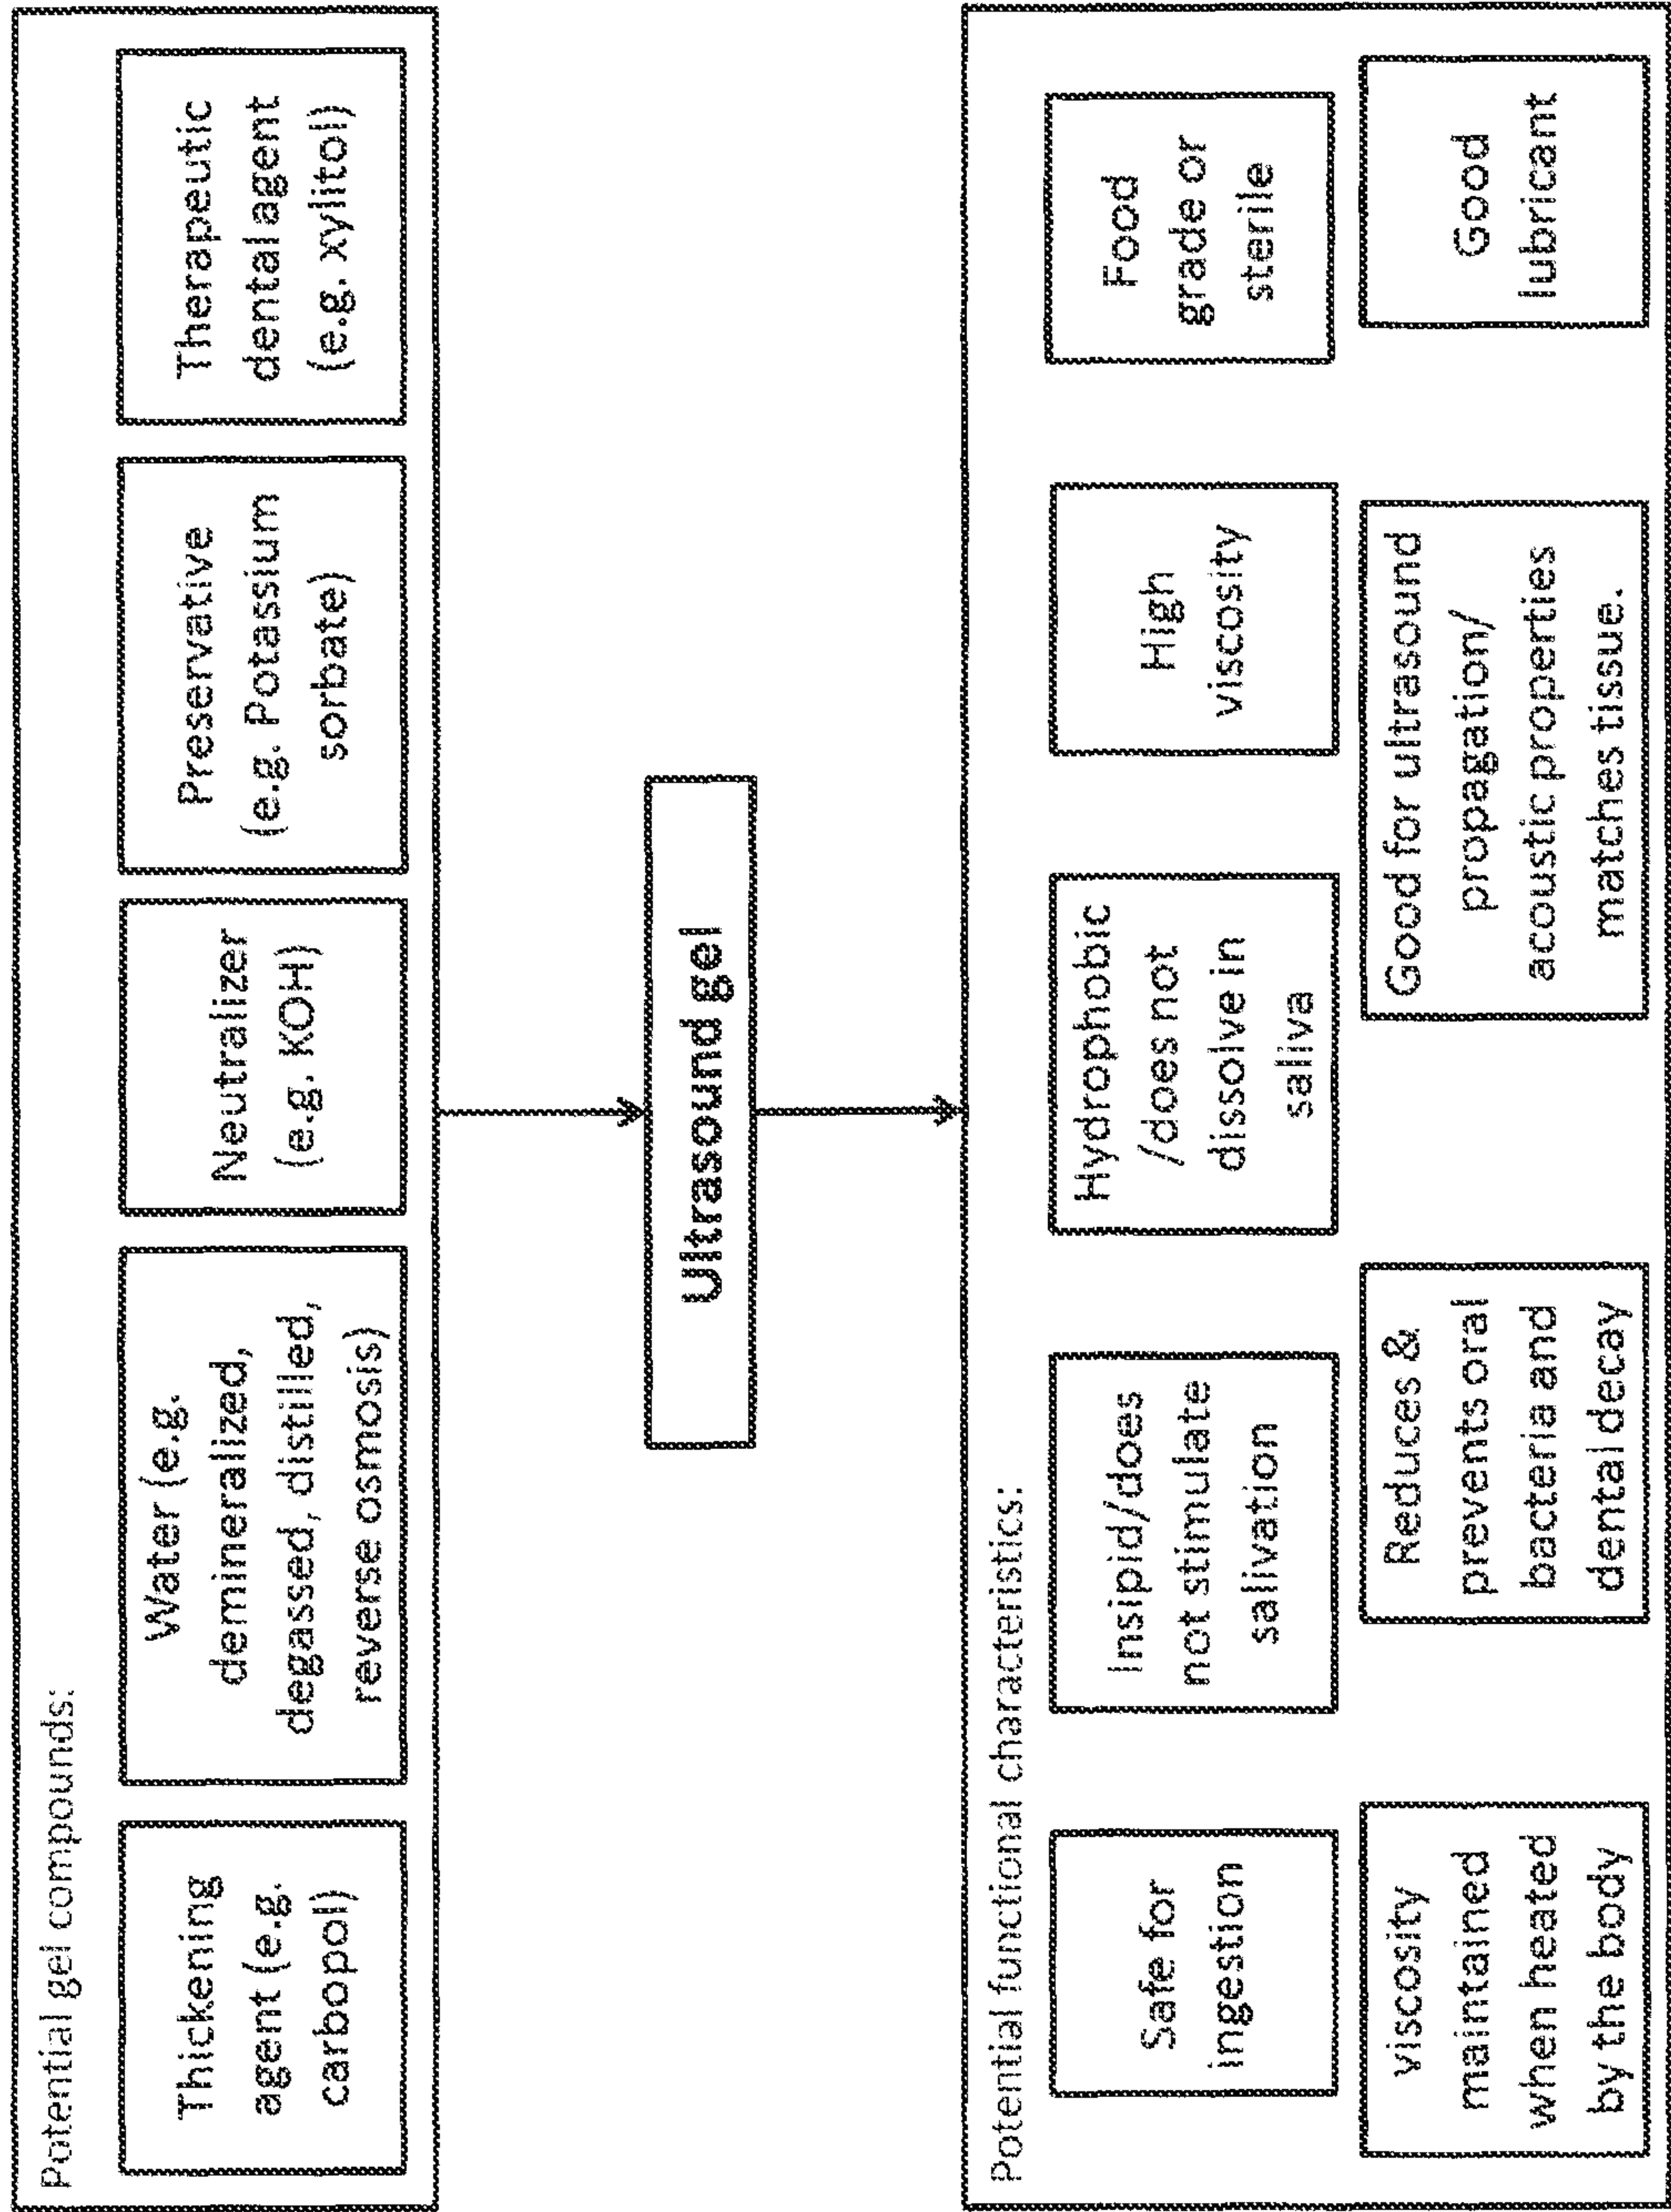 Potential gel compounds:
Thickening
agent (e.g.
carbopol)
Water (e.g.
demineralized,
degassed, distilled,
reverse osmosis)
Neutralizer
(e.g. KOH)
Preservative
(e.g. Potassium
sorbate)
Therapeutic
dental agent
(e.g. xylitol)
Ultrasound gel
Potential functional characteristics:
Safe for
ingestion
Insipid/does
not stimulate
salivation
Hydrophobic
/does not
dissolve in
saliva
High
viscosity
Food
grade or
sterile
viscosity
maintained
when heated
by the body
Reduces &
prevents oral
bacteria and
dental decay
Good for ultrasound
propagation/
acoustic properties
matches tissue.
Good
lubricant